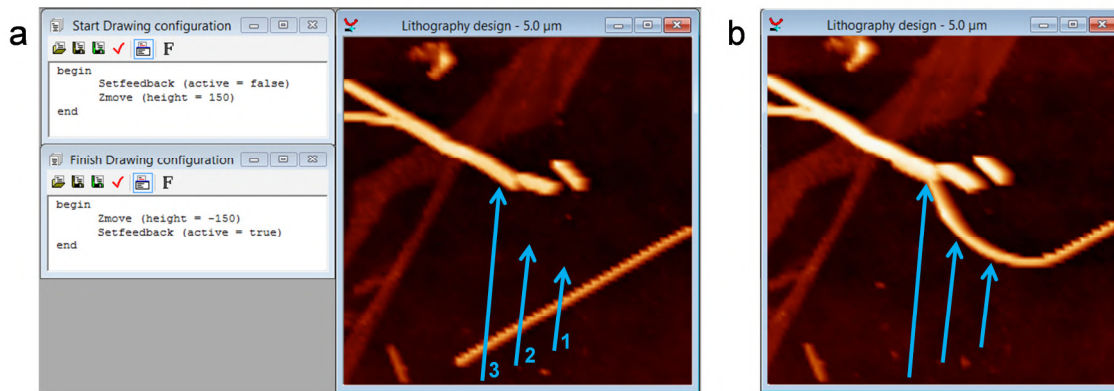 a
Start Drawing configuration
F
begin
Setfeedback (active = false)
Zmove (height = 150)
end
Finish Drawing configuration
F
begin
Zmove (height = -150)
Setfeedback (active = true)
end
Lithography design - 5.0 µm
3
2
1
b
Lithography design - 5.0 µm